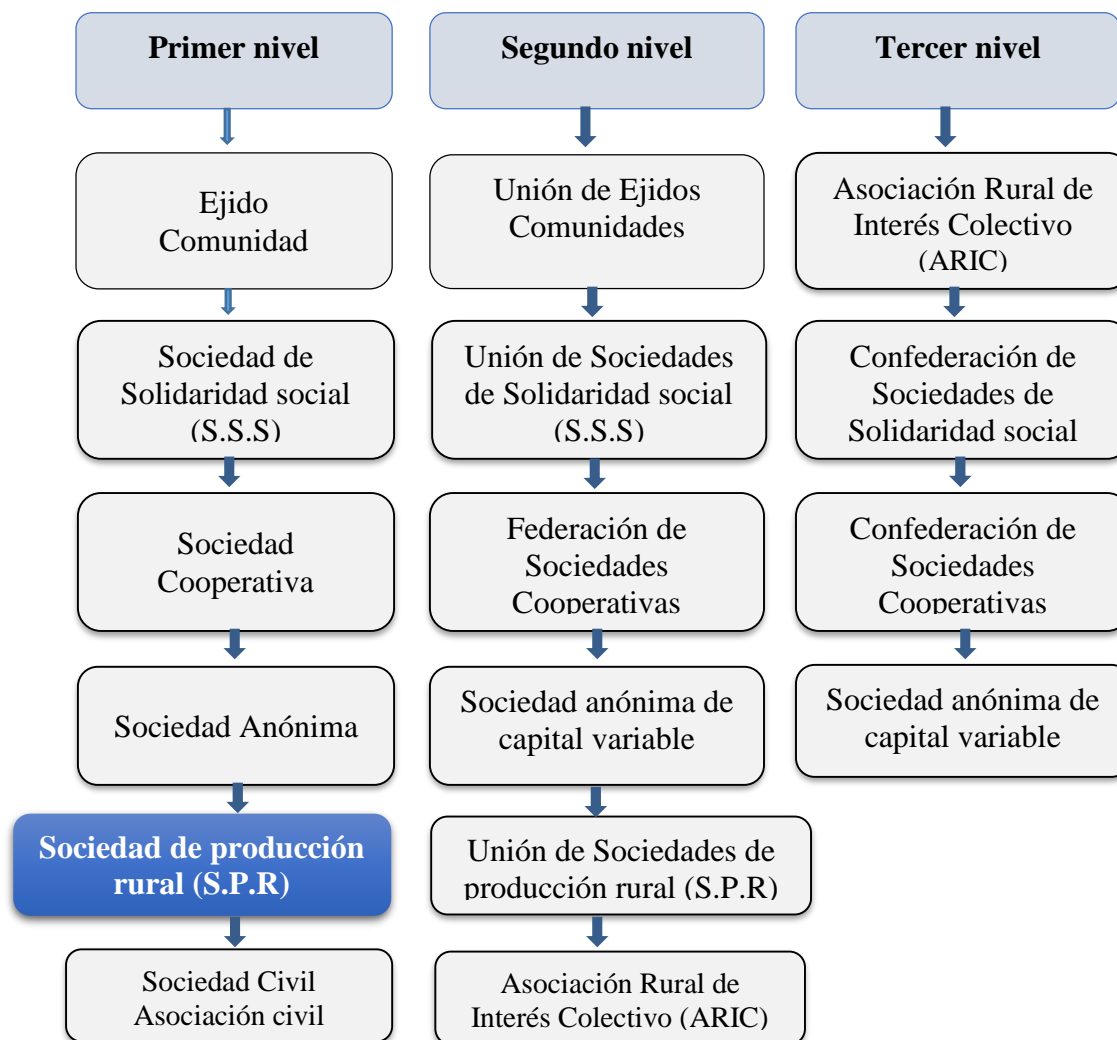 Primer nivel
Ejido
Comunidad
Sociedad de
Solidaridad social
(S.S.S)
Sociedad
Cooperativa
Sociedad Anónima
Sociedad de producción
rural (S.P.R)
Sociedad Civil
Asociación civil
Segundo nivel
Unión de Ejidos
Comunidades
Unión de Sociedades
de Solidaridad social
(S.S.S)
Federación de
Sociedades
Cooperativas
Sociedad anónima de
capital variable
Unión de Sociedades de
producción rural (S.P.R)
Asociación Rural de
Interés Colectivo (ARIC)
Tercer nivel
Asociación Rural de
Interés Colectivo
(ARIC)
Confederación de
Sociedades de
Solidaridad social
Confederación de
Sociedades
Cooperativas
Sociedad anónima de
capital variable